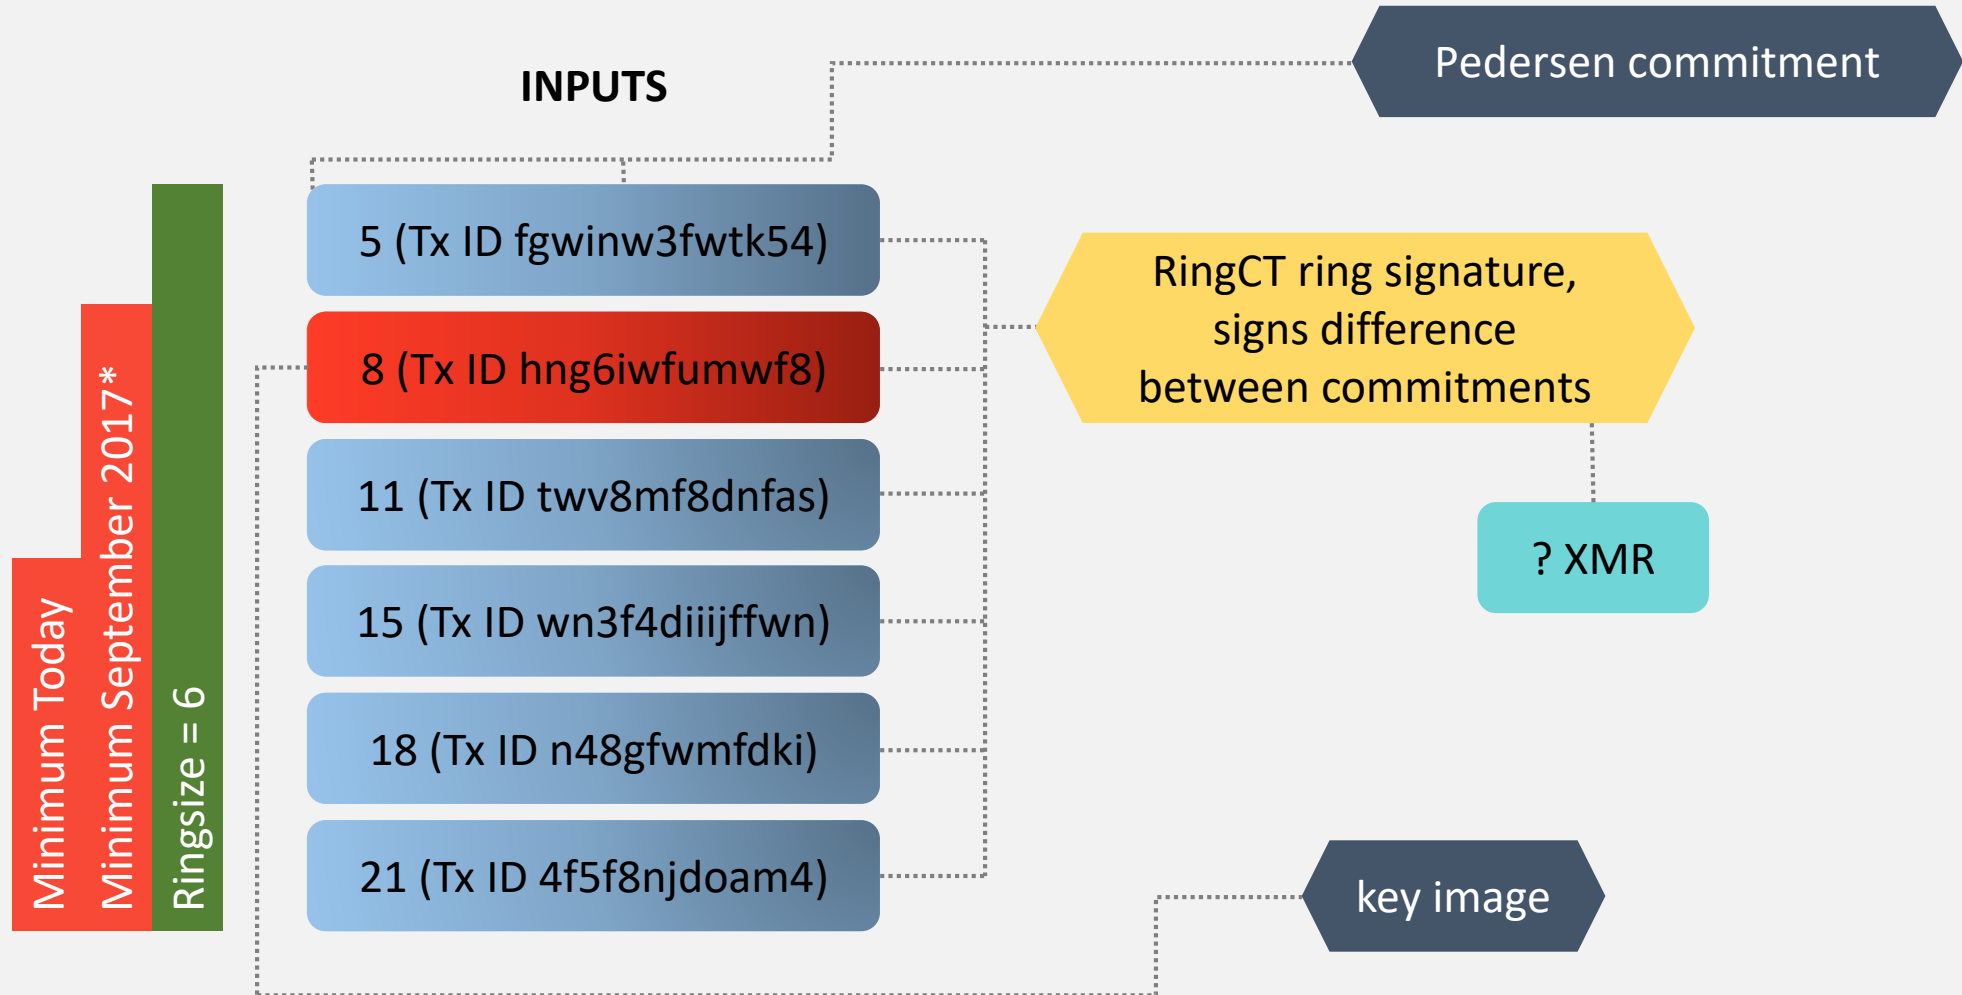 Pedersen commitment
INPUTS
5 (Tx ID fgwinw3fwtk54)
8 (Tx ID hng6iwfumwf8)
11 (Tx ID twv8mf8dnfas)
15 (Tx ID wn3f4diiijffwn)
18 (Tx ID n48gfwmfdki)
21 (Tx ID 4f5f8njdoam4)
RingCT ring signature,
signs difference
between commitments
? XMR
key image
Minimum Today
Minimum September 2017*
Ringsize = 6